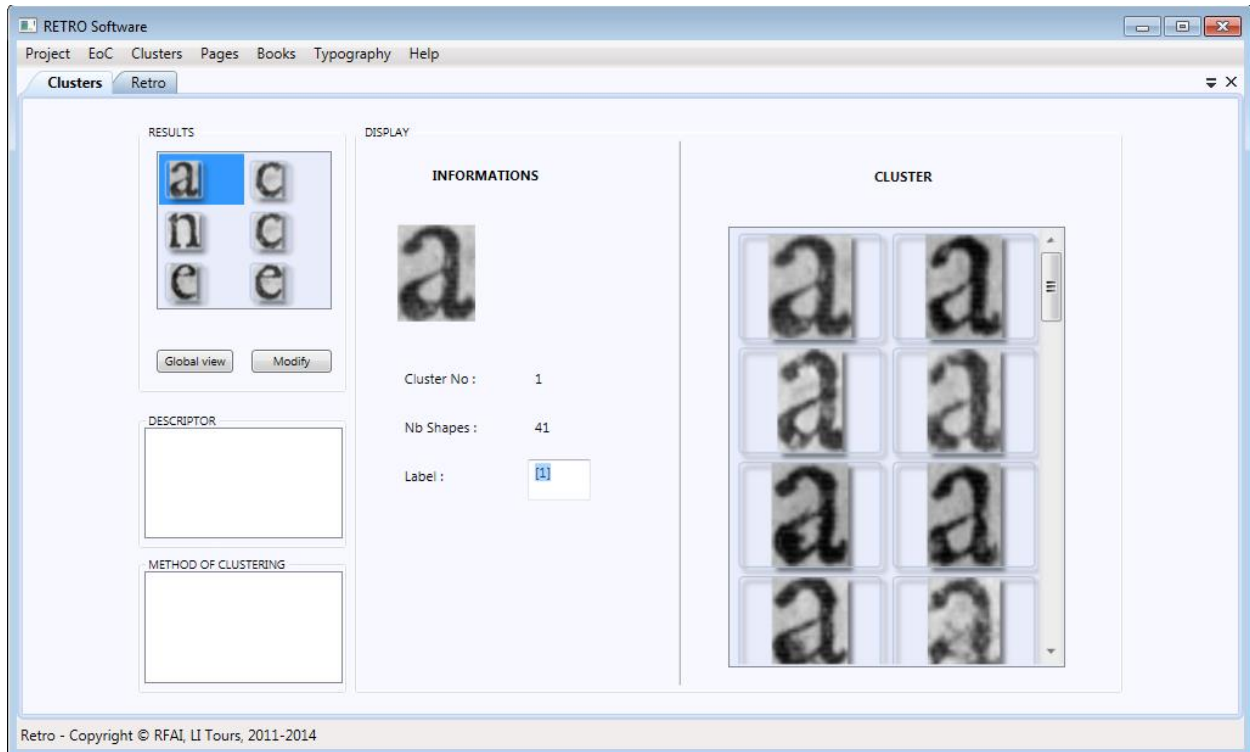 RETRO Software
Project EoC Clusters Pages Books Typography Help
Clusters Retro
RESULTS
a c
n c
e e
Global view Modify
DESCRIPTOR
METHOD OF CLUSTERING
DISPLAY
INFORMATIONS
a
Cluster No : 1
Nb Shapes : 41
Label : [1]
CLUSTER
a a
a a
a a
a a
Retro - Copyright © RFAI, LI Tours, 2011-2014